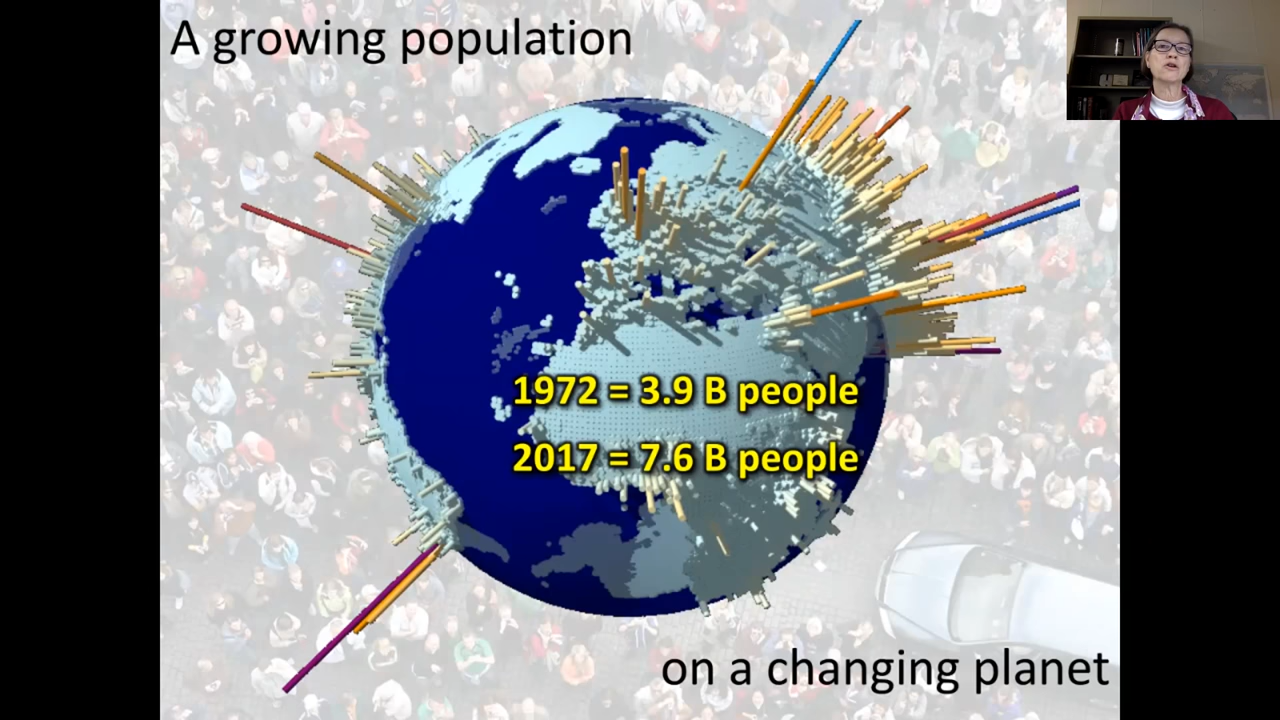 A growing population
1972 = 3.9 B people
2017 = 7.6 B people
on a changing planet